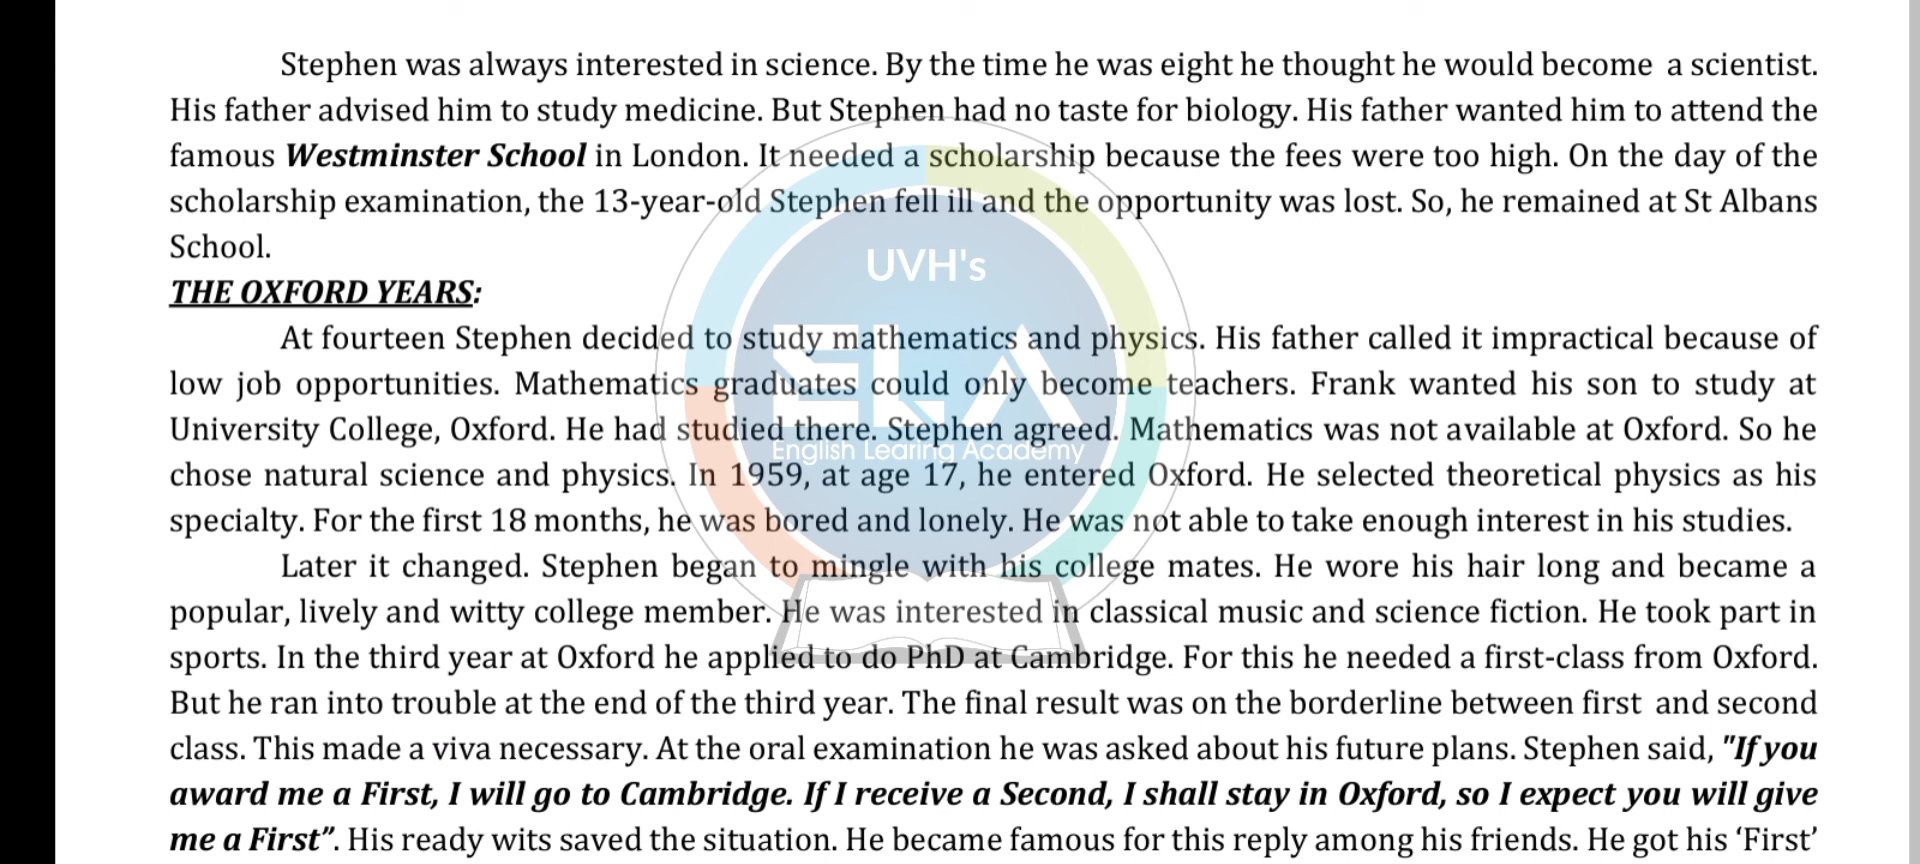 Stephen was always interested in science. By the time he was eight he thought he would become a scientist.
His father advised him to study medicine. But Stephen had no taste for biology. His father wanted him to attend the
famous Westminster School in London. It needed a scholarship because the fees were too high. On the day of the
scholarship examination, the 13-year-old Stephen fell ill and the opportunity was lost. So, he remained at St Albans
School.
UVH's
THE OXFORD YEARS:
At fourteen Stephen decided to study mathematics and physics. His father called it impractical because of
low job opportunities. Mathematics graduates could only become teachers. Frank wanted his son to study at
ELA
University College, Oxford. He had studied there. Stephen agreed. Mathematics was not available at Oxford. So he
English Learing Academy
chose natural science and physics. In 1959, at age 17, he entered Oxford. He selected theoretical physics as his
specialty. For the first 18 months, he was bored and lonely. He was not able to take enough interest in his studies.
Later it changed. Stephen began to mingle with his college mates. He wore his hair long and became a
popular, lively and witty college member. He was interested in classical music and science fiction. He took part in
sports. In the third year at Oxford he applied to do PhD at Cambridge. For this he needed a first-class from Oxford.
But he ran into trouble at the end of the third year. The final result was on the borderline between first and second
class. This made a viva necessary. At the oral examination he was asked about his future plans. Stephen said, "If you
award me a First, I will go to Cambridge. If I receive a Second, I shall stay in Oxford, so I expect you will give
me a First”. His ready wits saved the situation. He became famous for this reply among his friends. He got his ‘First’